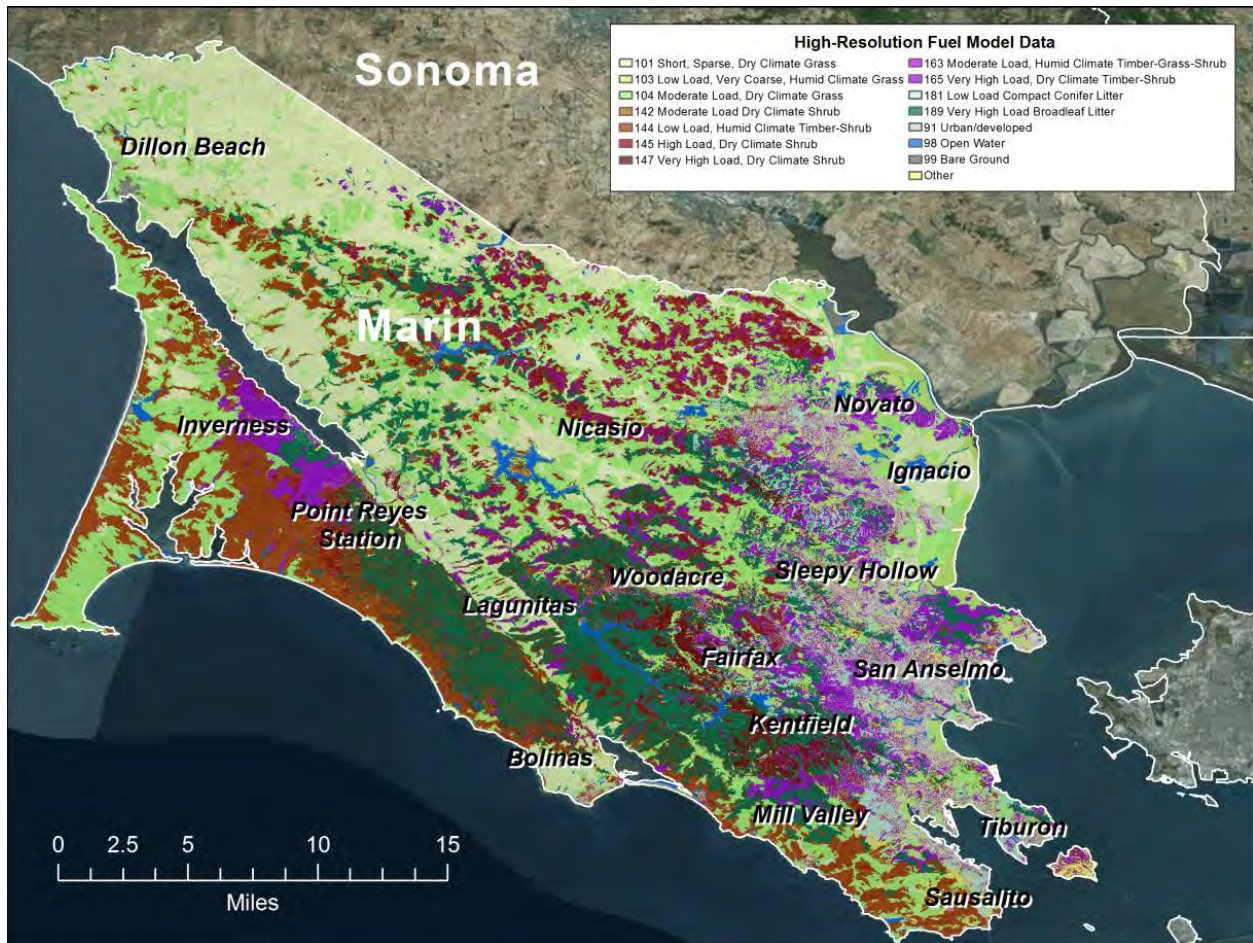 Sonoma
High-Resolution Fuel Model Data
101 Short, Sparse, Dry Climate Grass
103 Low Load, Very Coarse, Humid Climate Grass
104 Moderate Load, Dry Climate Grass
142 Moderate Load Dry Climate Shrub
144 Low Load, Humid Climate Timber-Shrub
145 High Load, Dry Climate Shrub
147 Very High Load, Dry Climate Shrub
163 Moderate Load, Humid Climate Timber-Grass-Shrub
165 Very High Load, Dry Climate Timber-Shrub
181 Low Load Compact Conifer Litter
189 Very High Load Broadleaf Litter
91 Urban/developed
98 Open Water
99 Bare Ground
Other
Dillon Beach
Marin
Novato
Inverness
Nicasio
Ignacio
Point Reyes
Station
Woodacre
Sleepy Hollow
Lagunitas
Fairfax
San Anselmo
Kentfield
Bolinas
Mill Valley
Tiburon
Sausalito
0 2.5 5 10 15
Miles